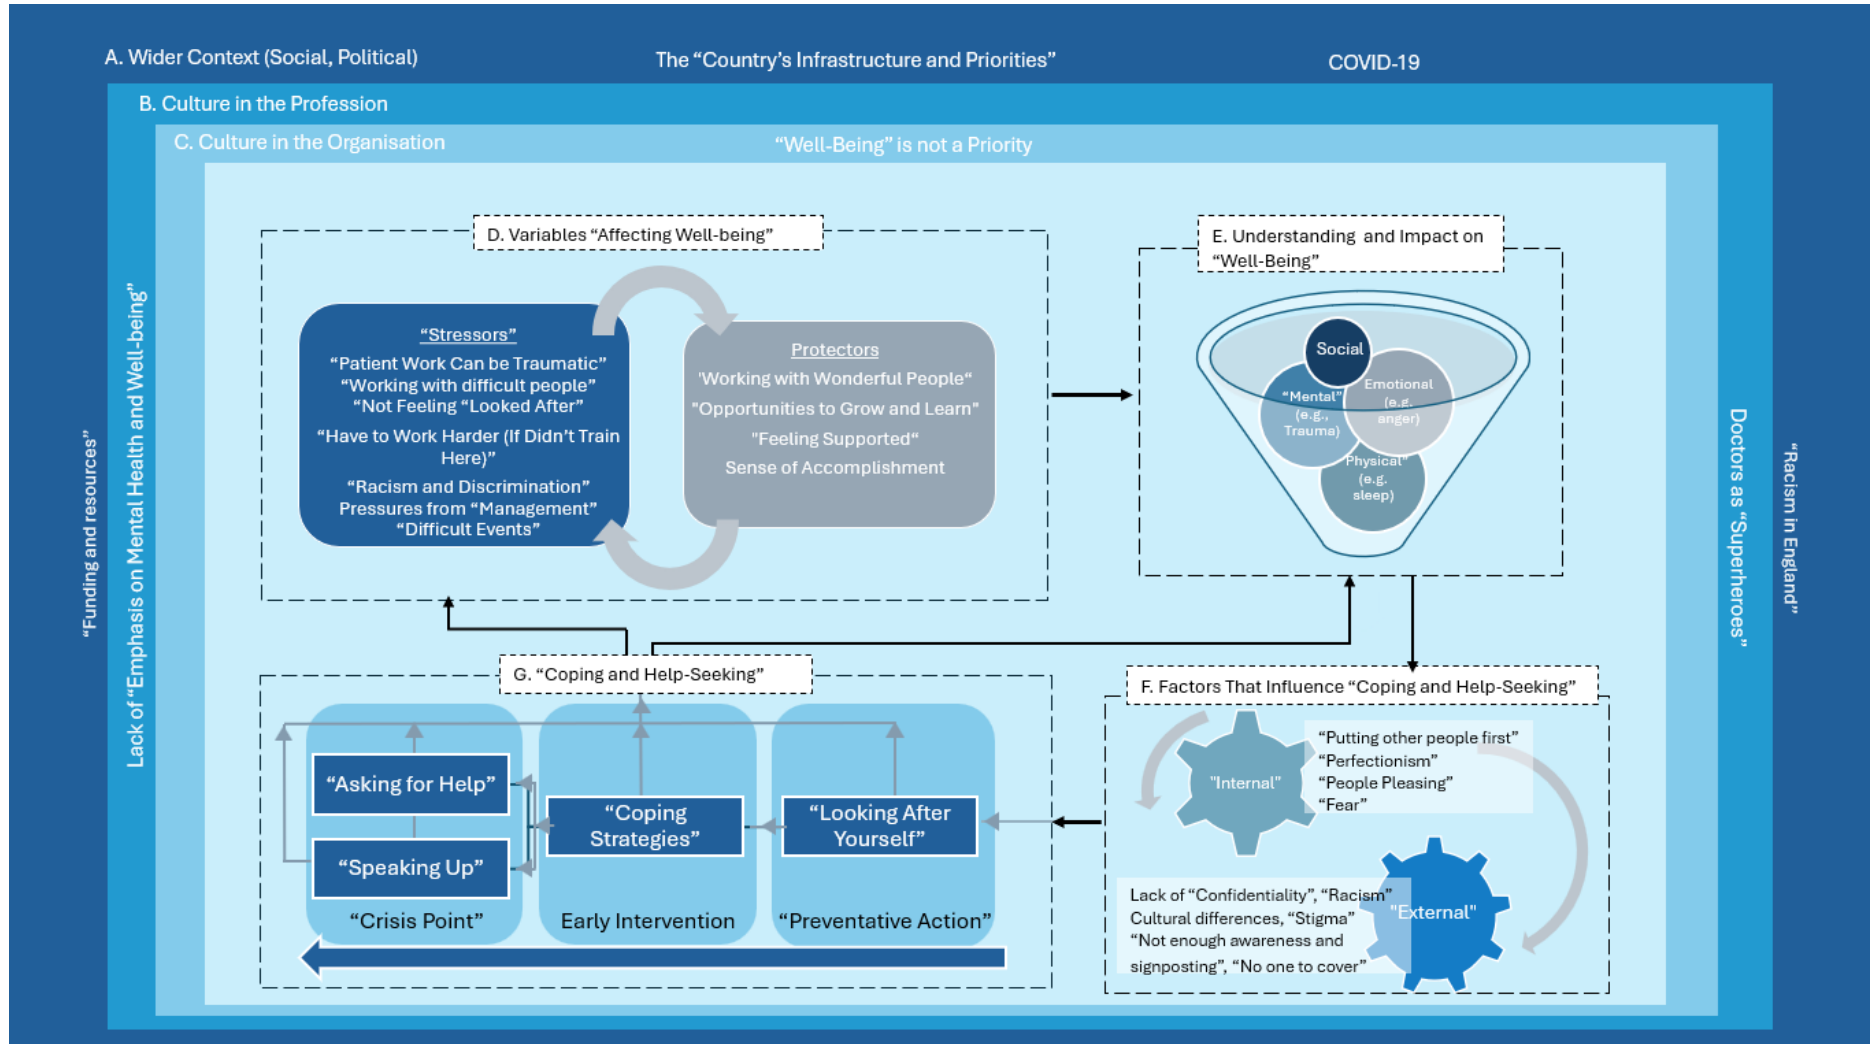 A. Wider Context (Social, Political)
The “Country’s Infrastructure and Priorities”
COVID-19
B. Culture in the Profession
C. Culture in the Organisation
“Well-Being” is not a Priority
“Funding and resources”
Lack of “Emphasis on Mental Health and Well-being”
Doctors as “Superheroes”
“Racism in England”
D. Variables “Affecting Well-being”
“Stressors”
“Patient Work Can be Traumatic”
“Working with difficult people”
“Not Feeling “Looked After”
“Have to Work Harder (If Didn’t Train
Here)”
“Racism and Discrimination”
Pressures from “Management”
“Difficult Events”
Protectors
'Working with Wonderful People“
"Opportunities to Grow and Learn"
"Feeling Supported“
Sense of Accomplishment
E. Understanding and Impact on
“Well-Being”
Social
“Mental”
(e.g.,
Trauma)
Emotional
(e.g.
anger)
Physical”
(e.g.
sleep)
F. Factors That Influence “Coping and Help-Seeking”
"Internal"
“Putting other people first”
“Perfectionism”
“People Pleasing”
“Fear”
"External"
Lack of “Confidentiality”, “Racism”
Cultural differences, “Stigma”
“Not enough awareness and
signposting”, “No one to cover”
G. “Coping and Help-Seeking”
“Asking for Help”
“Speaking Up”
“Crisis Point”
“Coping
Strategies”
Early Intervention
“Looking After
Yourself”
“Preventative Action”